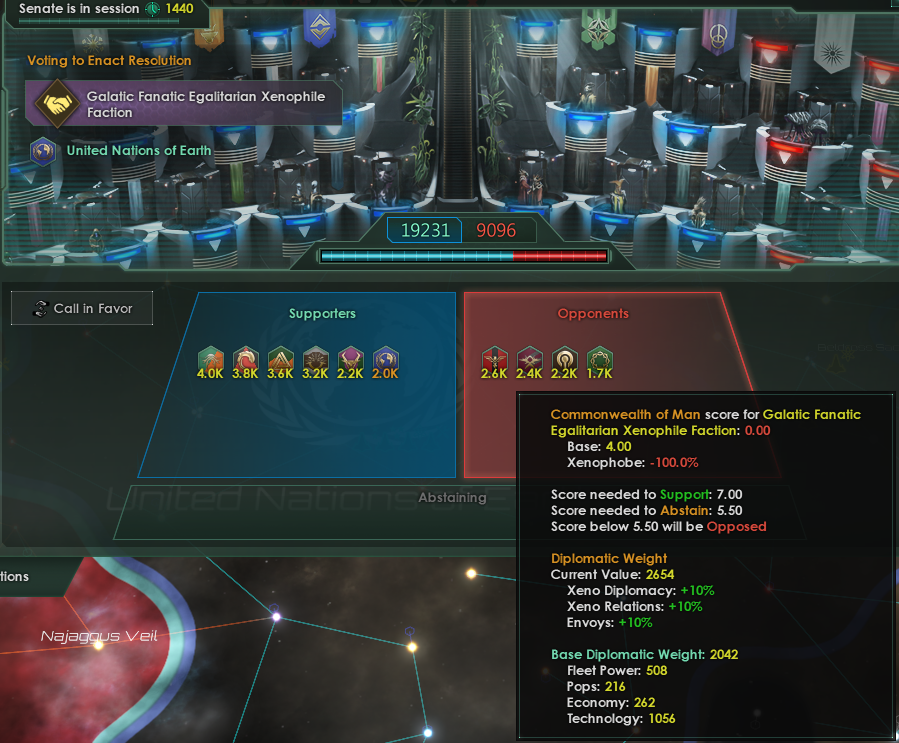 Senate is in session 1440
Voting to Enact Resolution
Galatic Fanatic Egalitarian Xenophile
Faction
United Nations of Earth
19231 9096
Call in Favor
Supporters
Opponents
4.0K 3.8K 3.6K 3.2K 2.2K 2.0K
2.6K 2.4K 2.2K 1.7K
Commonwealth of Man score for Galatic Fanatic
Egalitarian Xenophile Faction: 0.00
Base: 4.00
Xenophobe: -100.0%
Score needed to Support: 7.00
Score needed to Abstain: 5.50
Score below 5.50 will be Opposed
Abstaining
United Nations
Diplomatic Weight
Current Value: 2654
Xeno Diplomacy: +10%
Xeno Relations: +10%
Envoys: +10%
Base Diplomatic Weight: 2042
Fleet Power: 508
Pops: 216
Economy: 262
Technology: 1056
tions
Najaggus Veil